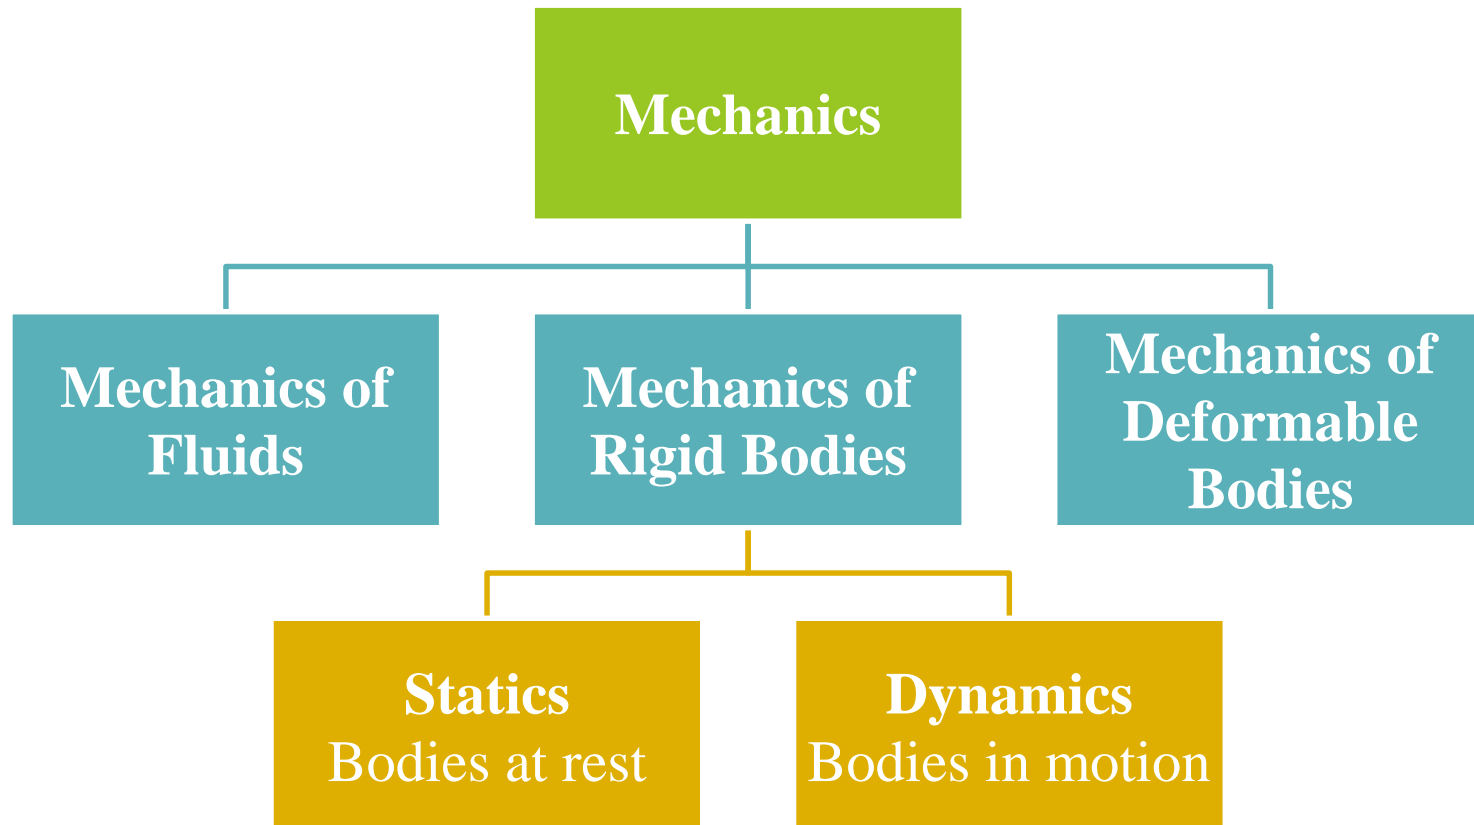 Mechanics
Mechanics of
Fluids
Mechanics of
Rigid Bodies
Mechanics of
Deformable
Bodies
Statics
Bodies at rest
Dynamics
Bodies in motion